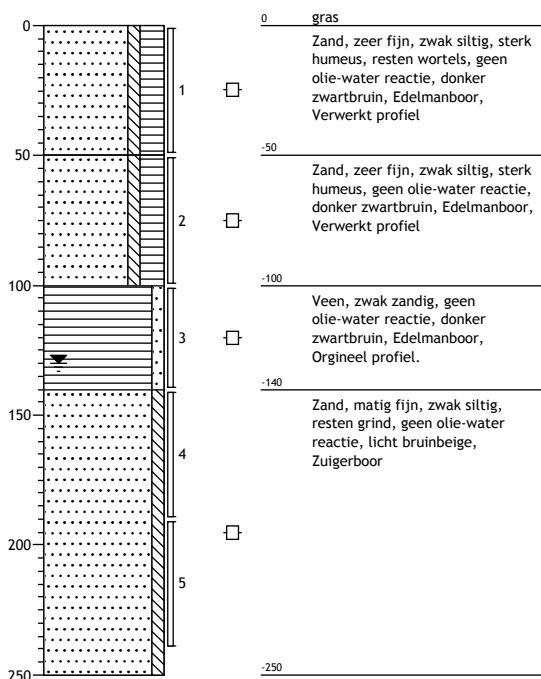 0
50
100
150
200
250
1
2
3
4
5
0 gras
Zand, zeer fijn, zwak siltig, sterk
humeus, resten wortels, geen
olie-water reactie, donker
zwartbruin, Edelmanboor,
Verwerkt profiel
-50
Zand, zeer fijn, zwak siltig, sterk
humeus, geen olie-water reactie,
donker zwartbruin, Edelmanboor,
Verwerkt profiel
-100
Veen, zwak zandig, geen
olie-water reactie, donker
zwartbruin, Edelmanboor,
Orgineel profiel.
-140
Zand, matig fijn, zwak siltig,
resten grind, geen olie-water
reactie, licht bruinbeige,
Zuigerboor
-250